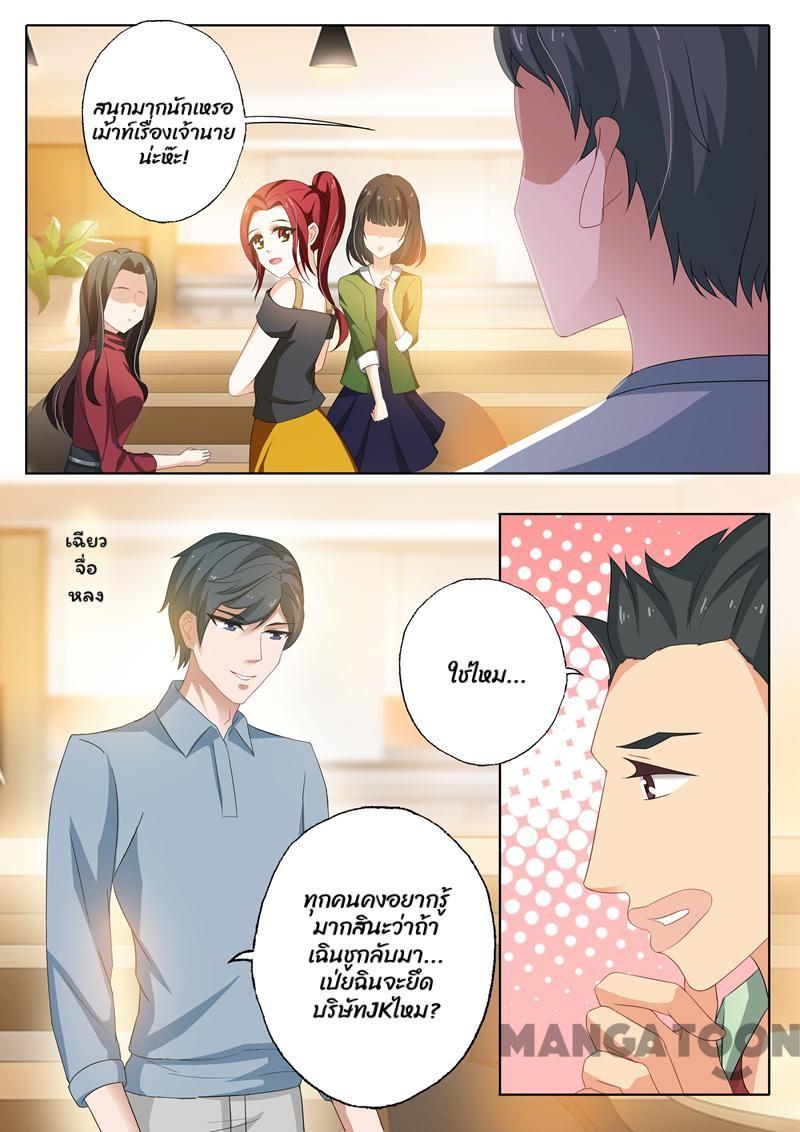 สนุกมากนักเหรอ
เม้าท์เรื่องเจ้านาย
น่ะห๊ะ!
เฉียว
จื่อ
หลง
ใช่ไหม...
ทุกคนคงอยากรู้
มากสินะว่าถ้า
เฉินชูกลับมา...
เป่ยฉินจะยึด
บริษัทJKไหม?
MANGATOON